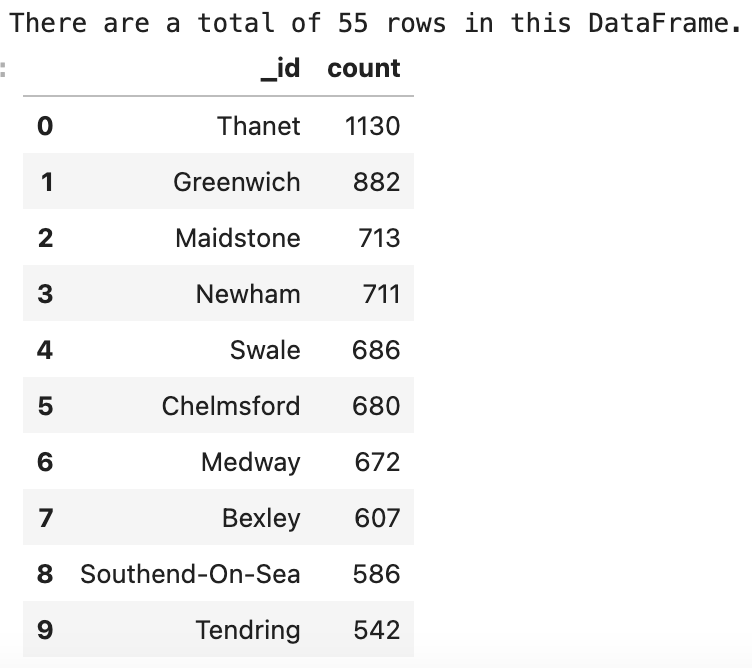 There are a total of 55 rows in this DataFrame.
:
_id count
0 Thanet 1130
1 Greenwich 882
2 Maidstone 713
3 Newham 711
4 Swale 686
5 Chelmsford 680
6 Medway 672
7 Bexley 607
8 Southend-On-Sea 586
9 Tendring 542